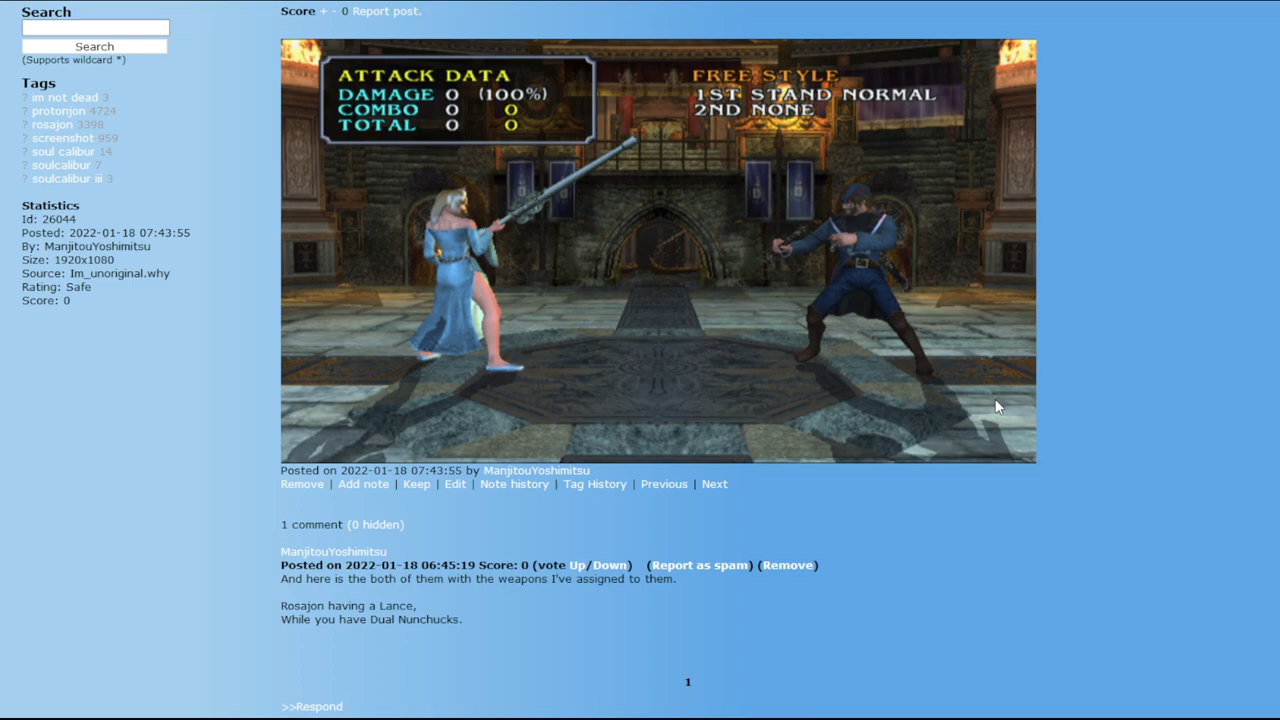 Search
Search
(Supports wildcard *)
Tags
? im not dead 3
? protonjon 4724
? rosajon 3398
? screenshot 959
? soul calibur 14
? soulcalibur 7
? soulcalibur iii 3
Statistics
Id: 26044
Posted: 2022-01-18 07:43:55
By: ManjitouYoshimitsu
Size: 1920x1080
Source: Im_unoriginal.why
Rating: Safe
Score: 0
Score + - 0 Report post.
ATTACK DATA
DAMAGE 0 (100%)
COMBO 0 0
TOTAL 0 0
FREE STYLE
1ST STAND NORMAL
2ND NONE
Posted on 2022-01-18 07:43:55 by ManjitouYoshimitsu
Remove | Add note | Keep | Edit | Note history | Tag History | Previous | Next
1 comment (0 hidden)
ManjitouYoshimitsu
Posted on 2022-01-18 06:45:19 Score: 0 (vote Up/Down) (Report as spam) (Remove)
And here is the both of them with the weapons I've assigned to them.
Rosajon having a Lance,
While you have Dual Nunchucks.
1
>>Respond